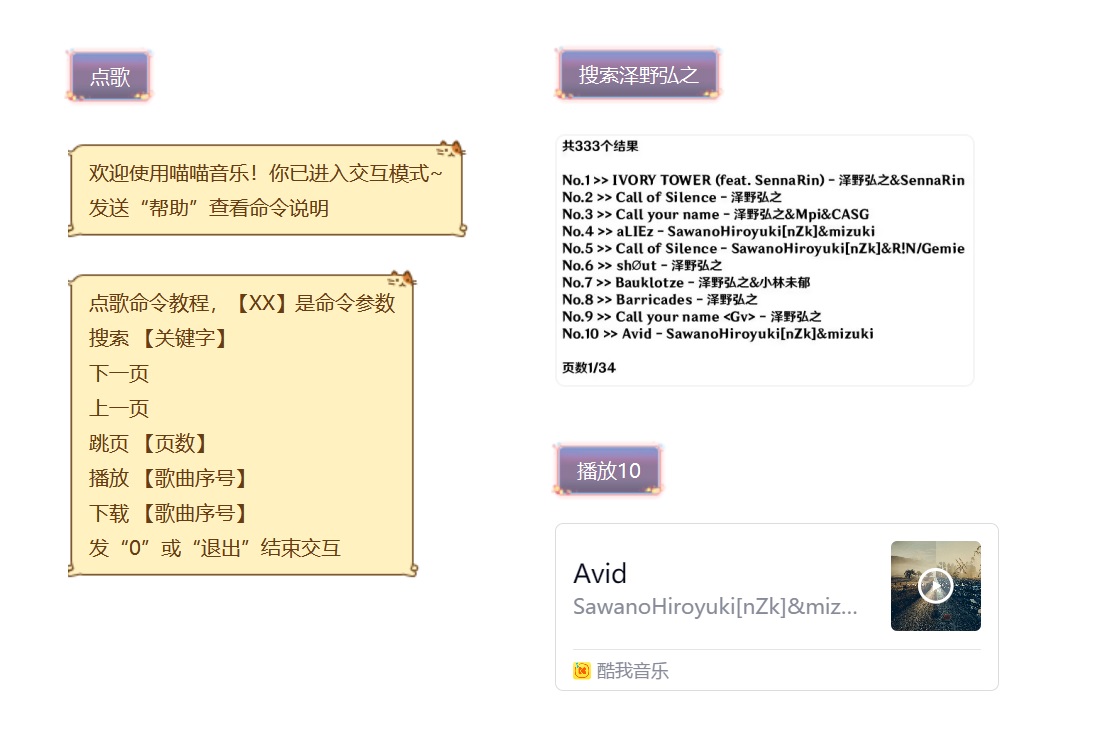 点歌
欢迎使用喵喵音乐！你已进入交互模式~
发送“帮助”查看命令说明
点歌命令教程，【XX】是命令参数
搜索 【关键字】
下一页
上一页
跳页 【页数】
播放 【歌曲序号】
下载 【歌曲序号】
发“0”或“退出”结束交互
搜索泽野弘之
共333个结果
No.1 >> IVORY TOWER (feat. SennaRin) - 泽野弘之&SennaRin
No.2 >> Call of Silence - 泽野弘之
No.3 >> Call your name - 泽野弘之&Mpi&CASG
No.4 >> aLIEz - SawanoHiroyuki[nZk]&mizuki
No.5 >> Call of Silence - SawanoHiroyuki[nZk]&R!N/Gemie
No.6 >> shØut - 泽野弘之
No.7 >> Bauklotze - 泽野弘之&小林未郁
No.8 >> Barricades - 泽野弘之
No.9 >> Call your name <Gv> - 泽野弘之
No.10 >> Avid - SawanoHiroyuki[nZk]&mizuki
页数1/34
播放10
Avid
SawanoHiroyuki[nZk]&miz...
酷我音乐